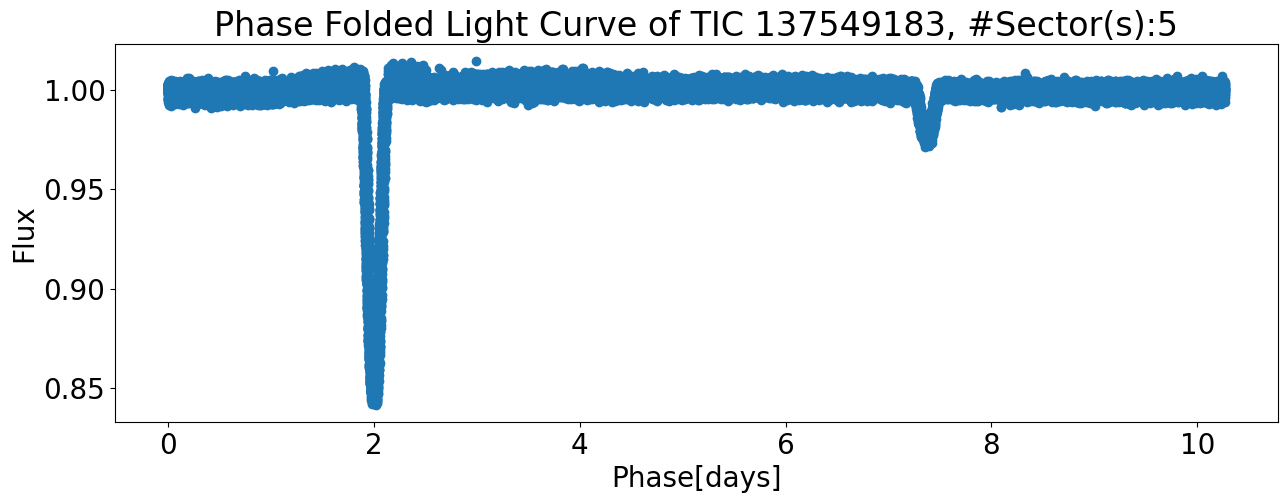 Phase Folded Light Curve of TIC 137549183, #Sector(s):5
1.00
0.95
0.90
0.85
Flux
0 2 4 6 8 10
Phase[days]